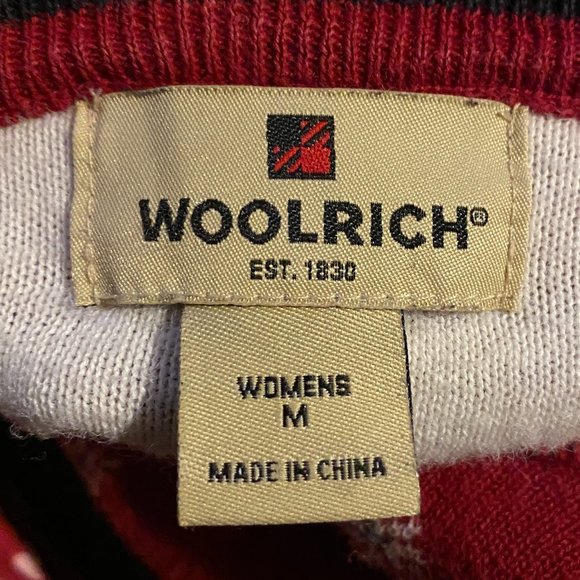 WOOLRICH®
EST. 1830
WOMENS
M
MADE IN CHINA